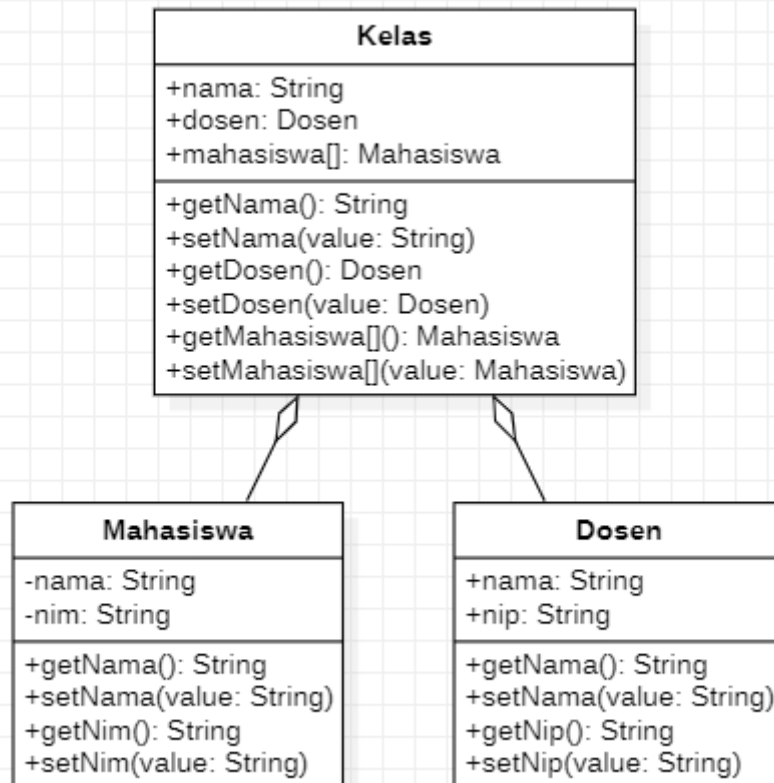 Kelas
+nama: String
+dosen: Dosen
+mahasiswa[]: Mahasiswa
+getNama(): String
+setNama(value: String)
+getDosen(): Dosen
+setDosen(value: Dosen)
+getMahasiswa[](): Mahasiswa
+setMahasiswa[](value: Mahasiswa)
Mahasiswa
-nama: String
-nim: String
+getNama(): String
+setNama(value: String)
+getNim(): String
+setNim(value: String)
Dosen
+nama: String
+nip: String
+getNama(): String
+setNama(value: String)
+getNip(): String
+setNip(value: String)